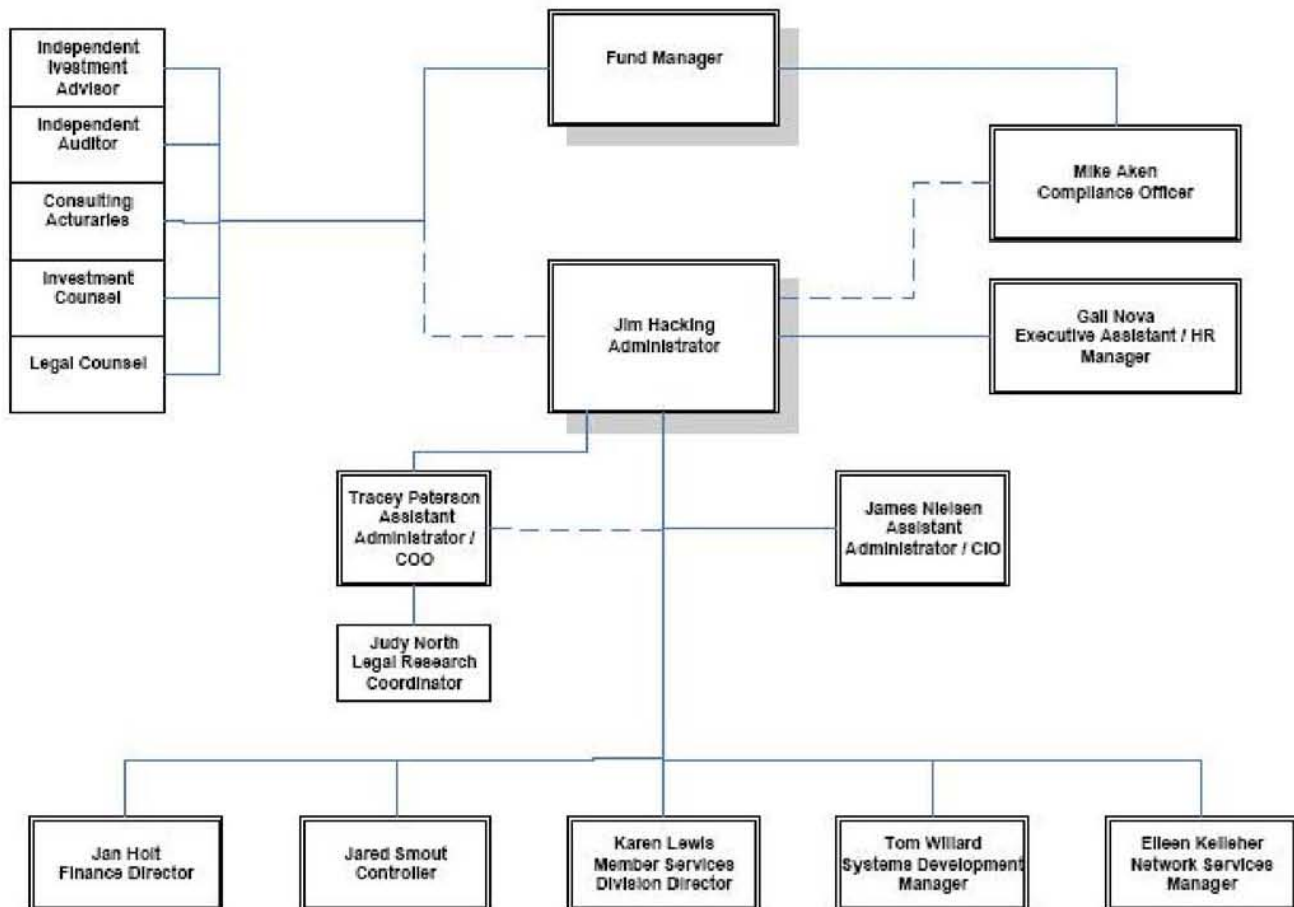 Independent
Ivestment
Advisor
Independent
Auditor
Consulting
Acturaries
Investment
Counsel
Legal Counsel
Fund Manager
Mike Aken
Compliance Officer
Jim Hacking
Administrator
Gail Nova
Executive Assistant / HR
Manager
Tracey Peterson
Assistant
Administrator /
COO
James Nielsen
Assistant
Administrator / CIO
Judy North
Legal Research
Coordinator
Jan Holt
Finance Director
Jared Smout
Controller
Karen Lewis
Member Services
Division Director
Tom Willard
Systems Development
Manager
Eileen Kelleher
Network Services
Manager